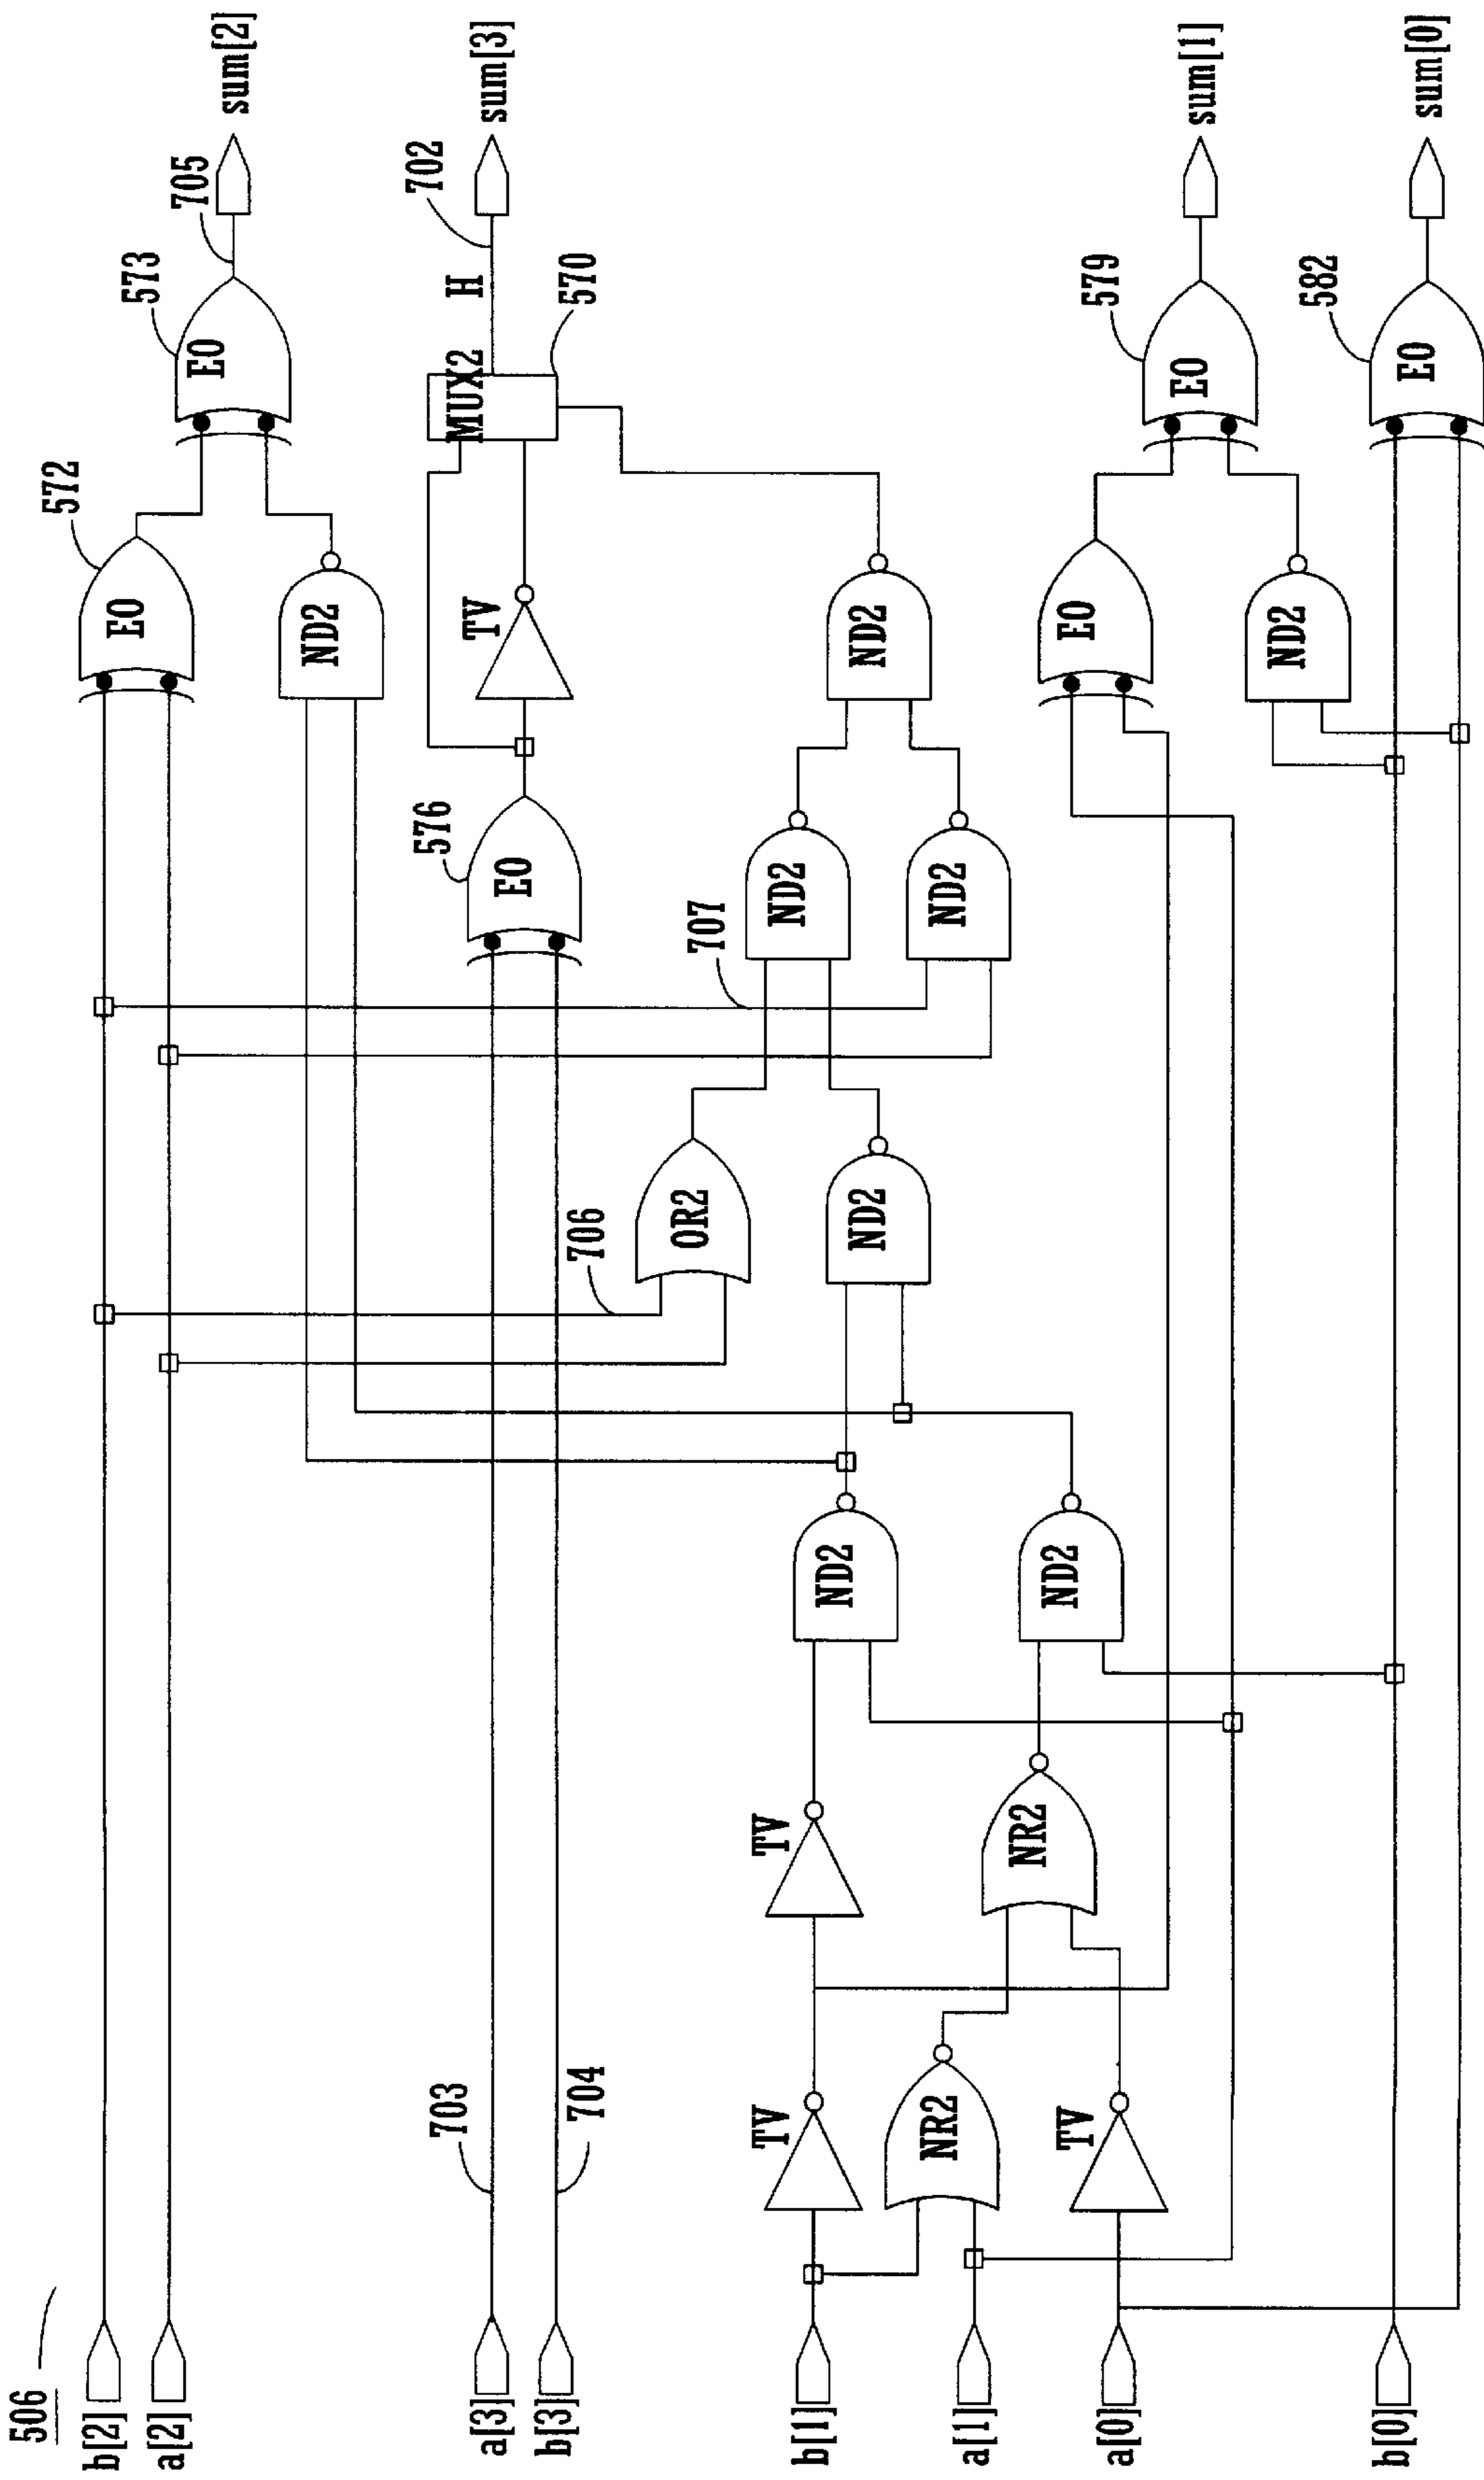 506
b[2]
a[2]
a[3]
b[3]
b[1]
a[1]
a[0]
b[0]
703
704
TV
NR2
TV
TV
NR2
ND2
ND2
706
OR2
ND2
707
ND2
ND2
576
EO
572
EO
ND2
TV
ND2
EO
ND2
573
EO
705
sum[2]
MUX2
H
702
570
sum[3]
579
EO
sum[1]
582
EO
sum[0]